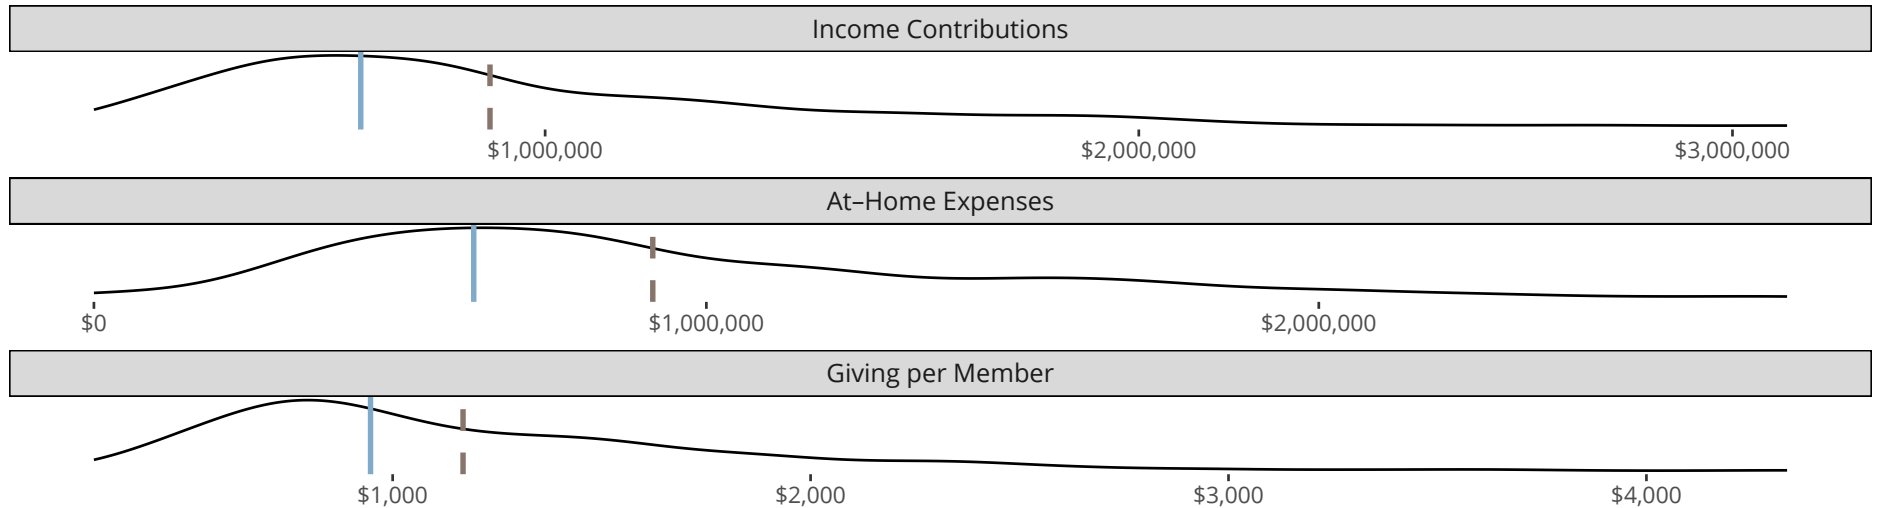 Income Contributions
$1,000,000 $2,000,000 $3,000,000
At–Home Expenses
$0 $1,000,000 $2,000,000
Giving per Member
$1,000 $2,000 $3,000 $4,000